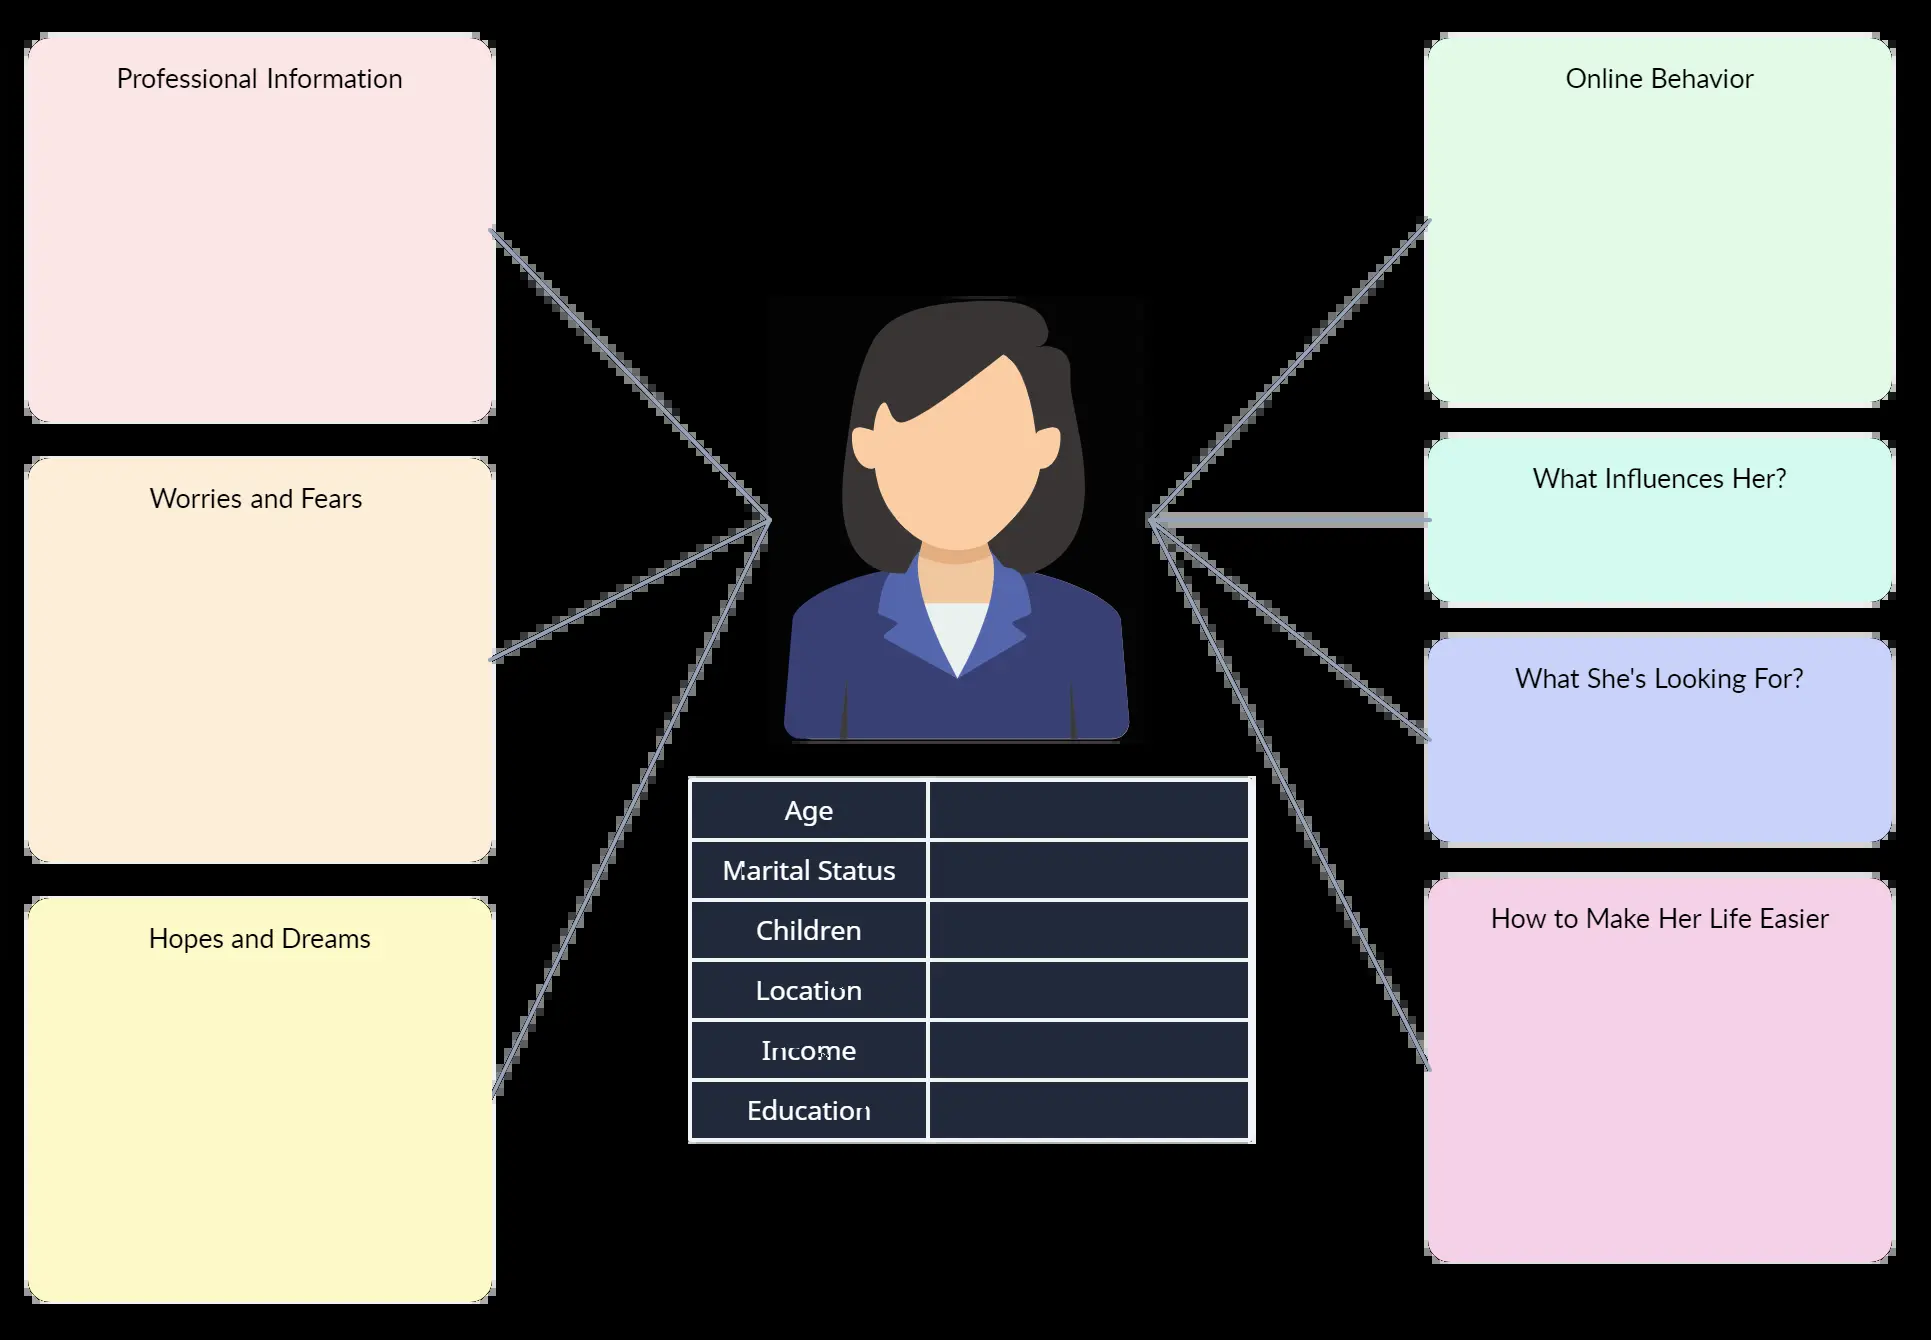 Professional Information
Worries and Fears
Hopes and Dreams
Age
Marital Status
Children
Location
Income
Education
Online Behavior
What Influences Her?
What She's Looking For?
How to Make Her Life Easier